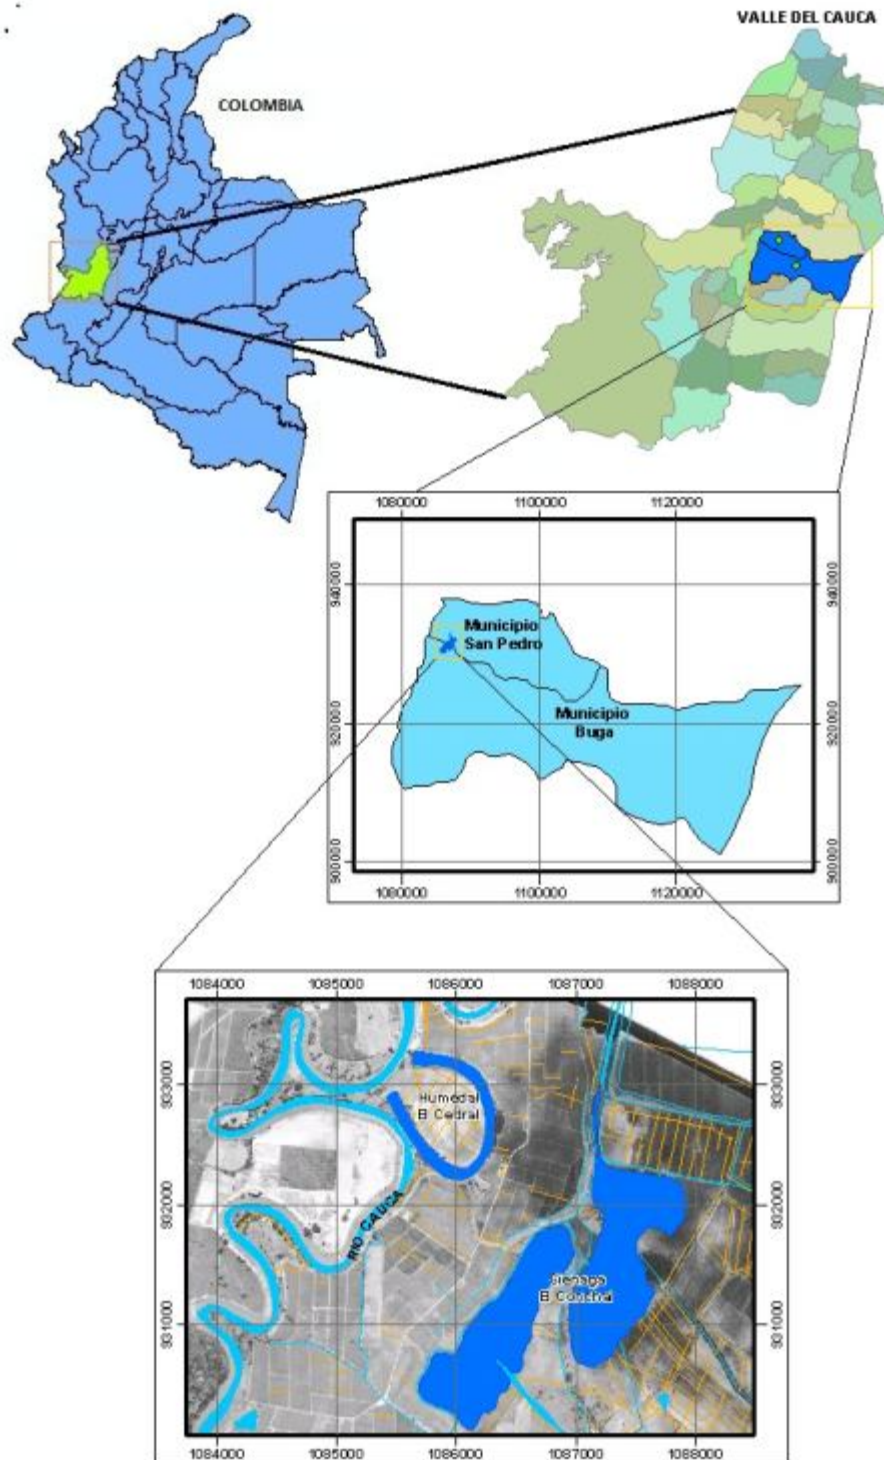 VALLE DEL CAUCA
COLOMBIA
1080000 1100000 1120000
940000 940000
Municipio
San Pedro
Municipio
Buga
920000 920000
900000 900000
1080000 1100000 1120000
1084000 1085000 1086000 1087000 1088000
933000 933000
Humedal
El Cedral
932000 932000
RIO CAUCA
Cienaga
El Conchal
931000 931000
1084000 1085000 1086000 1087000 1088000